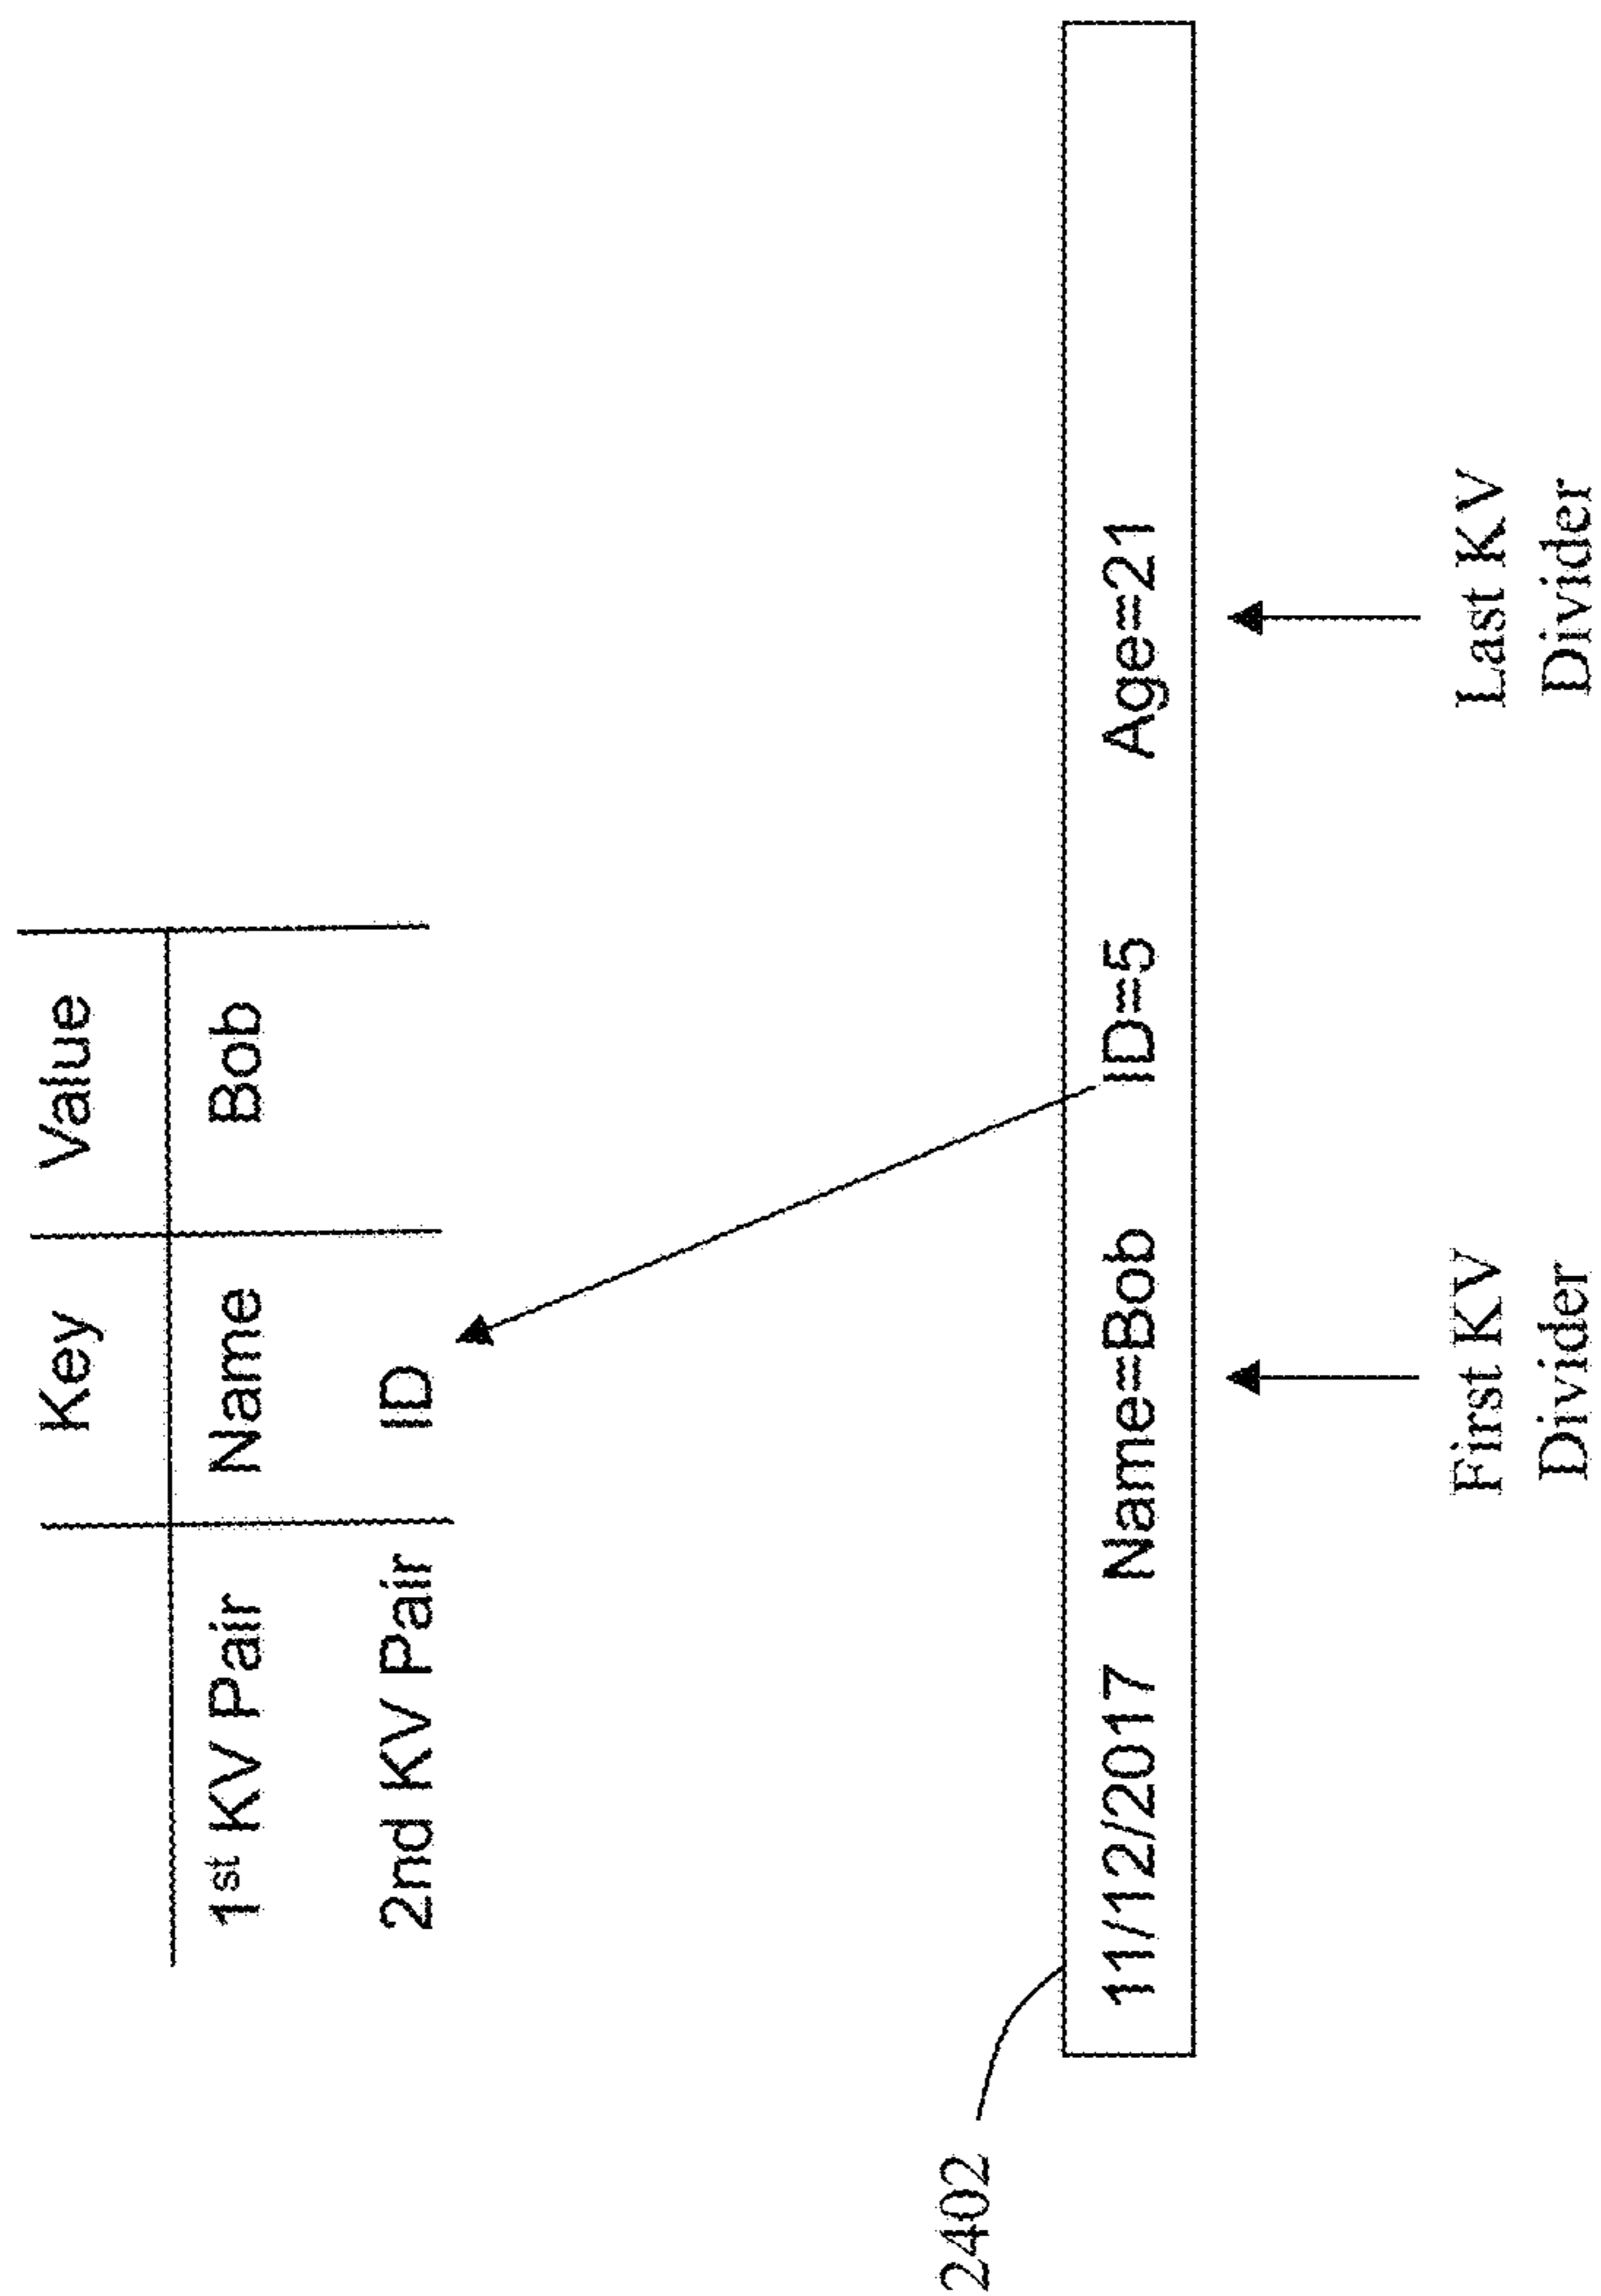 Key Value
1st KV Pair Name Bob
2nd KV Pair ID
2402
11/12/2017 Name=Bob ID=5 Age=21
First KV
Divider
Last KV
Divider